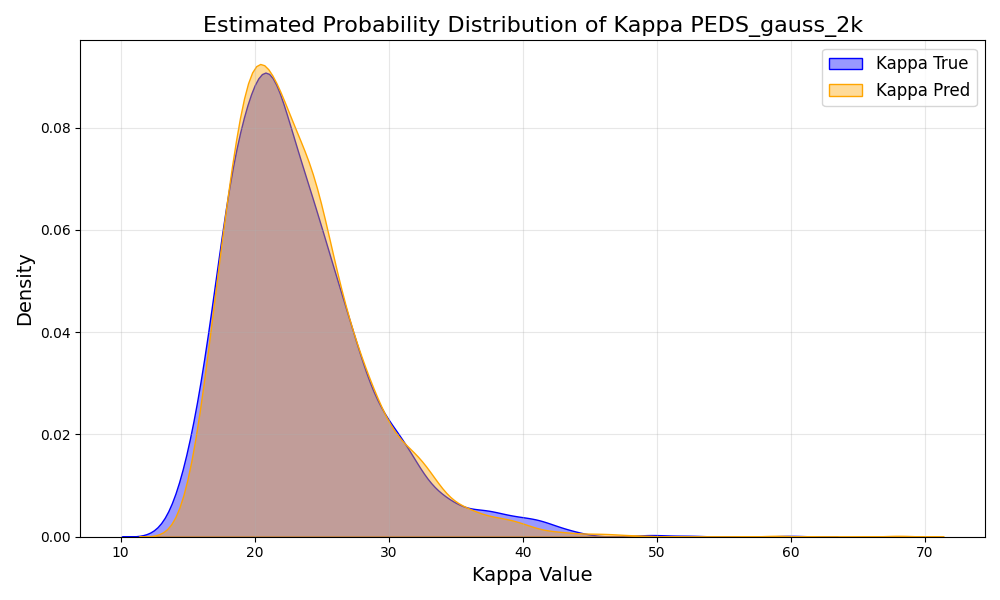 Estimated Probability Distribution of Kappa PEDS_gauss_2k
Kappa True
Kappa Pred
Density
0.08
0.06
0.04
0.02
0.00
10 20 30 40 50 60 70
Kappa Value